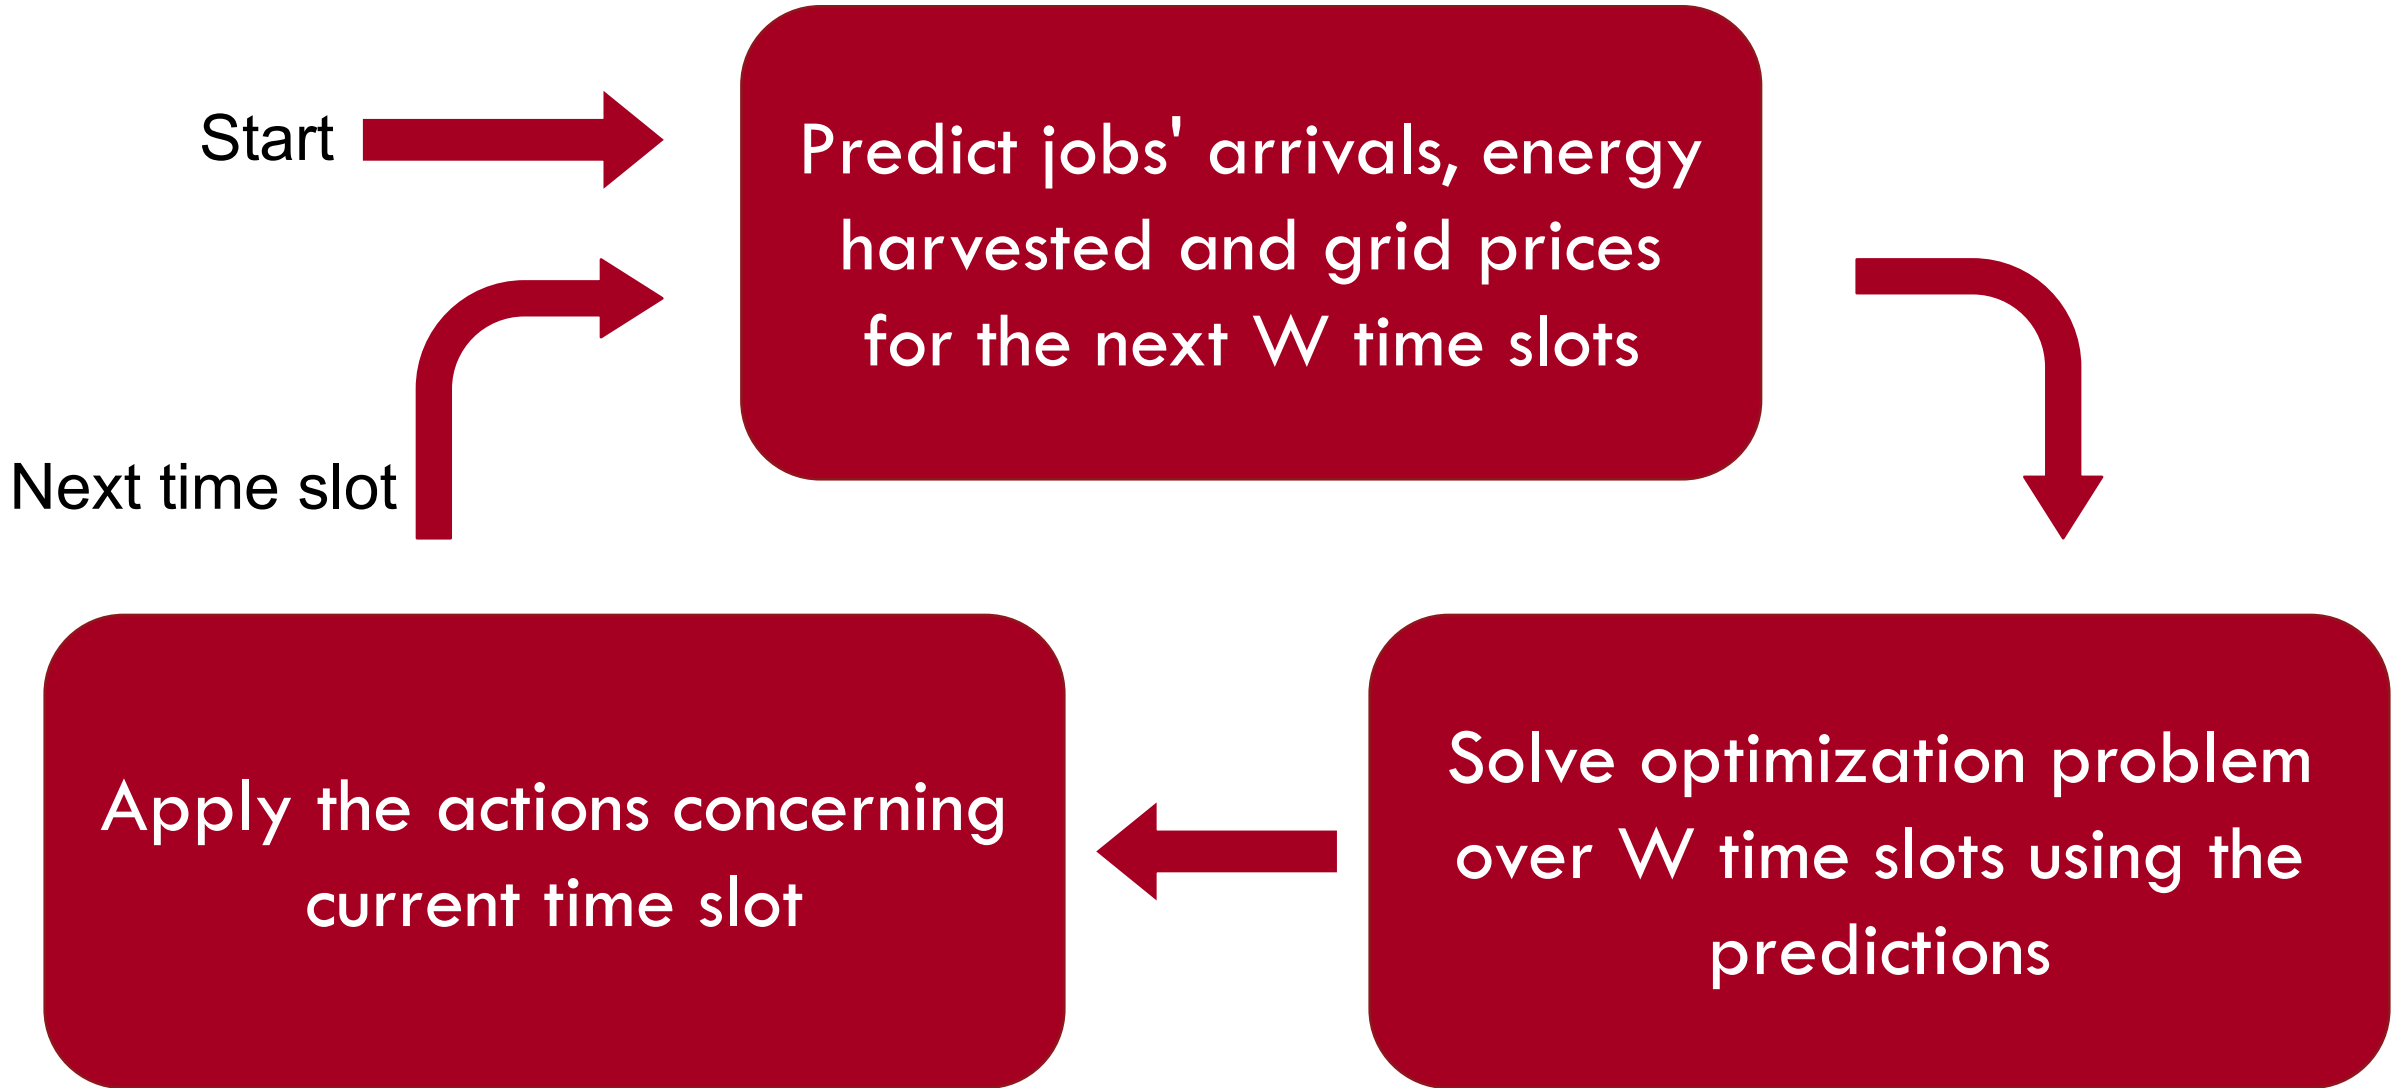 Start
Predict jobs' arrivals, energy
harvested and grid prices
for the next W time slots
Next time slot
Solve optimization problem
over W time slots using the
predictions
Apply the actions concerning
current time slot